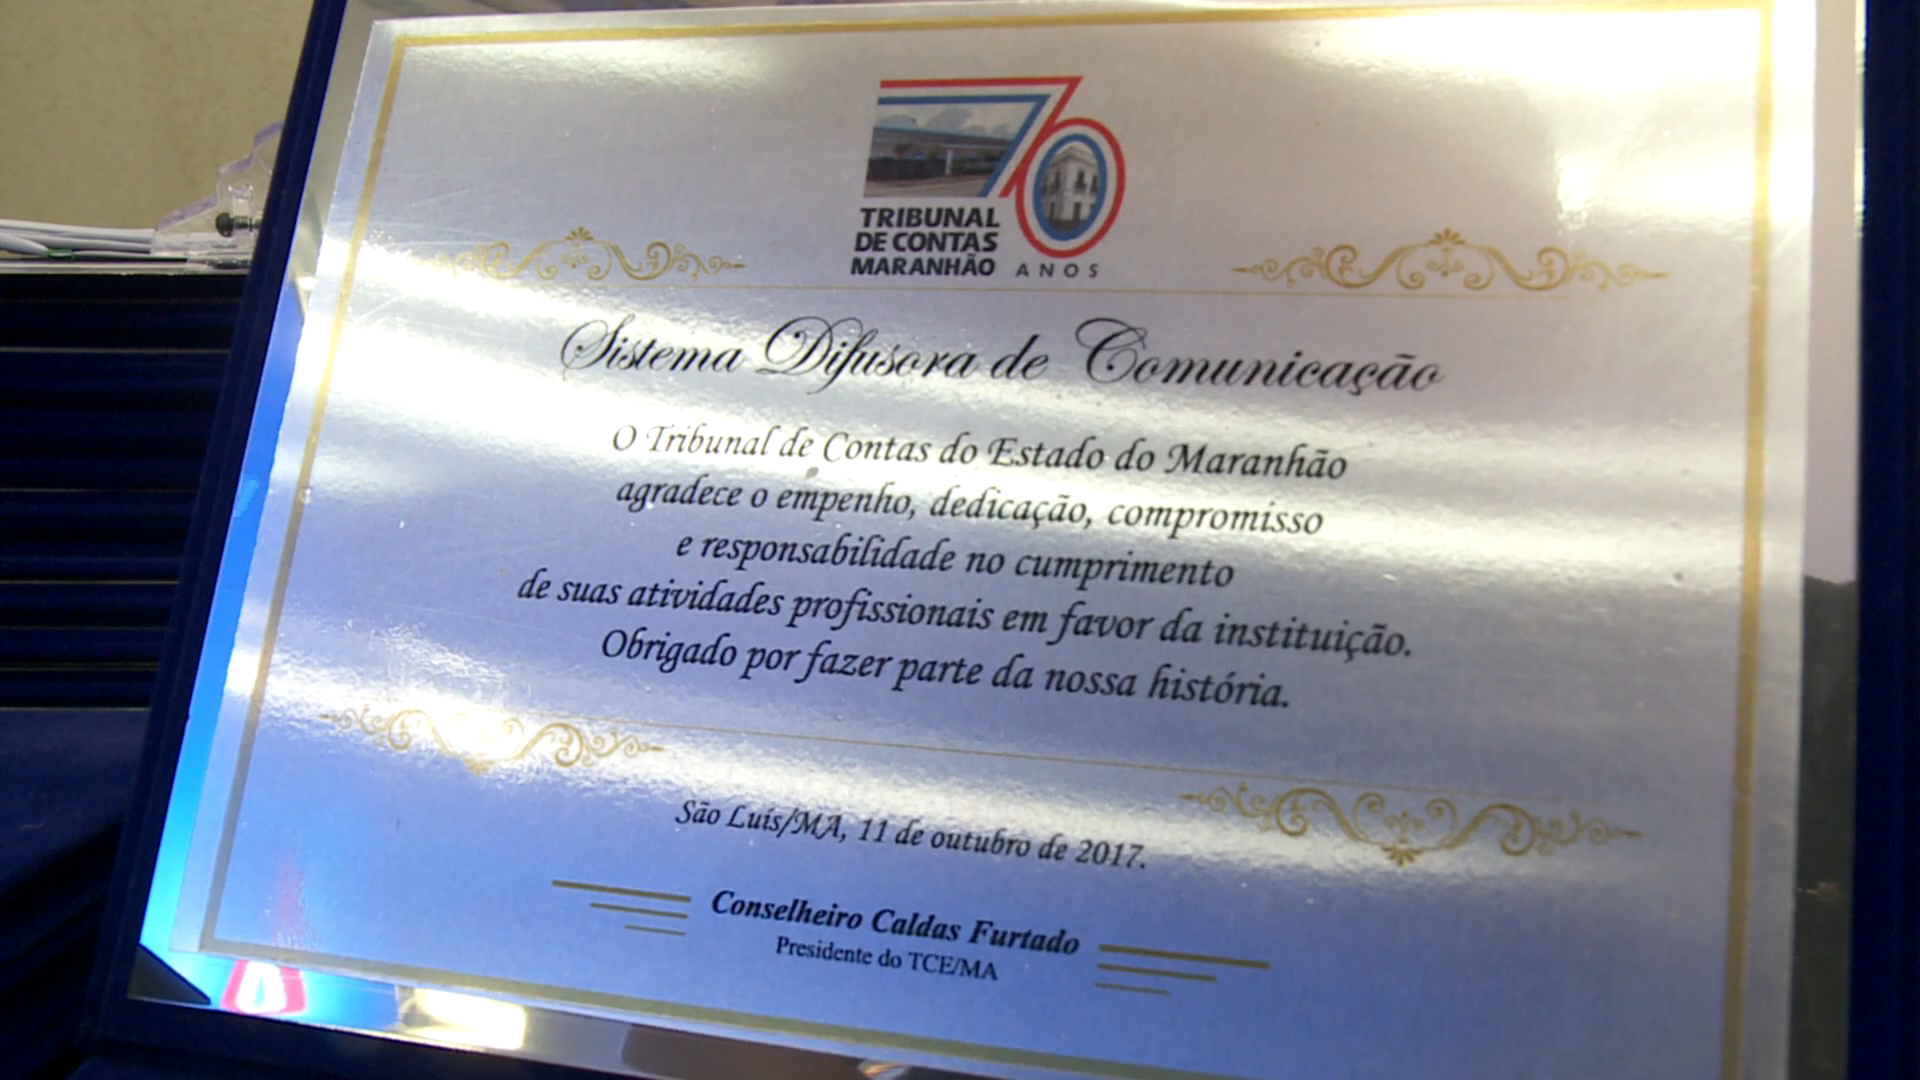 70
TRIBUNAL
DE CONTAS
MARANHÃO
ANOS
Sistema Difusora de Comunicação
O Tribunal de Contas do Estado do Maranhão
agradece o empenho, dedicação, compromisso
e responsabilidade no cumprimento
de suas atividades profissionais em favor da instituição.
Obrigado por fazer parte da nossa história.
São Luís/MA, 11 de outubro de 2017.
Conselheiro Caldas Furtado
Presidente do TCE/MA